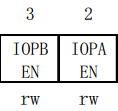 3 2
IOPB IOPA
EN EN
rw rw